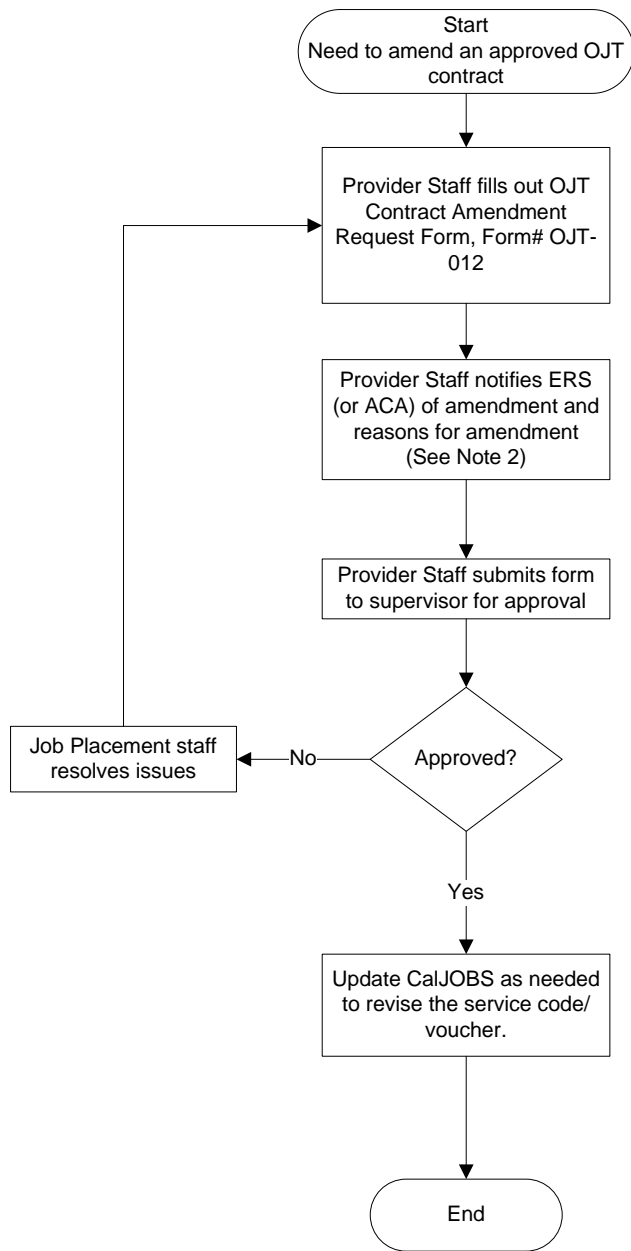 Start
Need to amend an approved OJT
contract
Provider Staff fills out OJT
Contract Amendment
Request Form, Form# OJT-
012
Provider Staff notifies ERS
(or ACA) of amendment and
reasons for amendment
(See Note 2)
Provider Staff submits form
to supervisor for approval
Approved?
No
Job Placement staff
resolves issues
Yes
Update CalJOBS as needed
to revise the service code/
voucher.
End